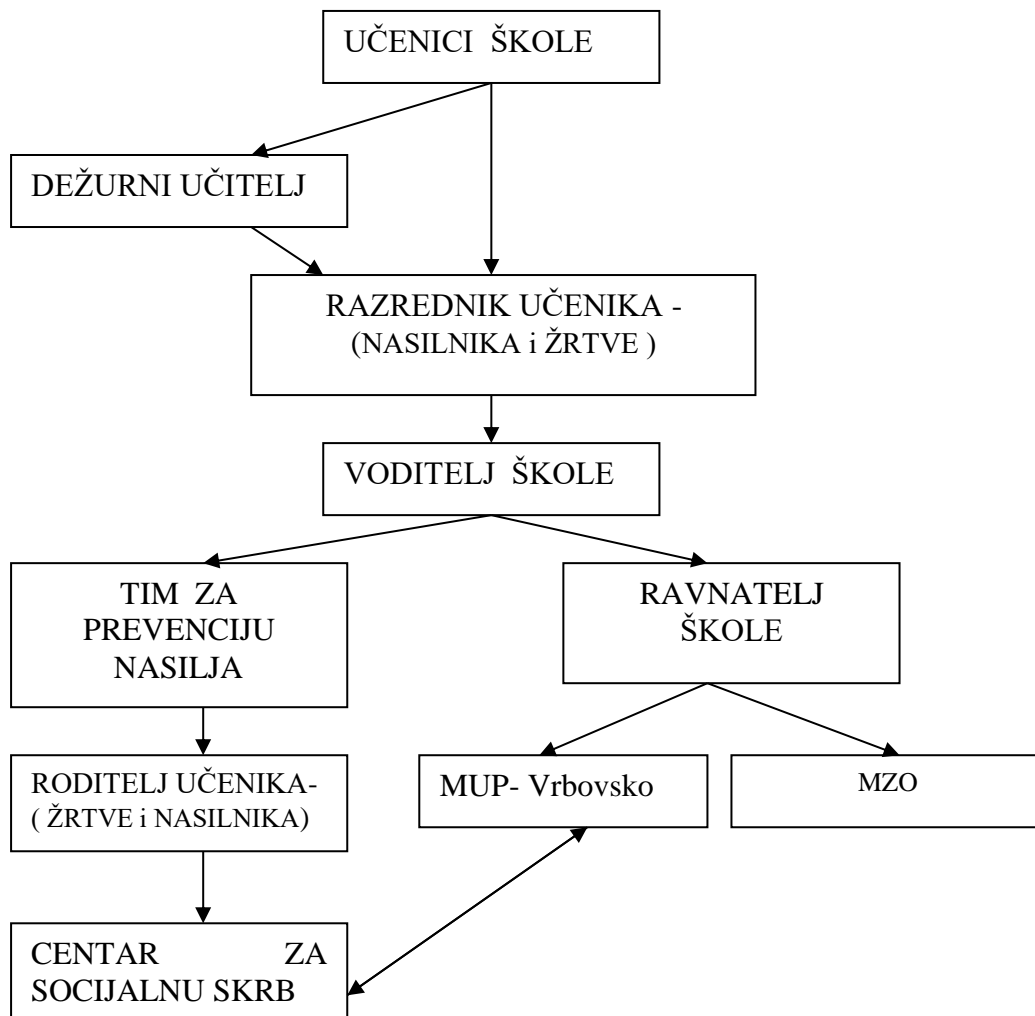 UČENICI ŠKOLE
DEŽURNI UČITELJ
RAZREDNIK UČENIKA -
(NASILNIKA i ŽRTVE )
VODITELJ ŠKOLE
TIM ZA
PREVENCIJU
NASILJA
RAVNATELJ
ŠKOLE
RODITELJ UČENIKA-
( ŽRTVE i NASILNIKA)
MUP- Vrbovsko
MZO
CENTAR ZA
SOCIJALNU SKRB